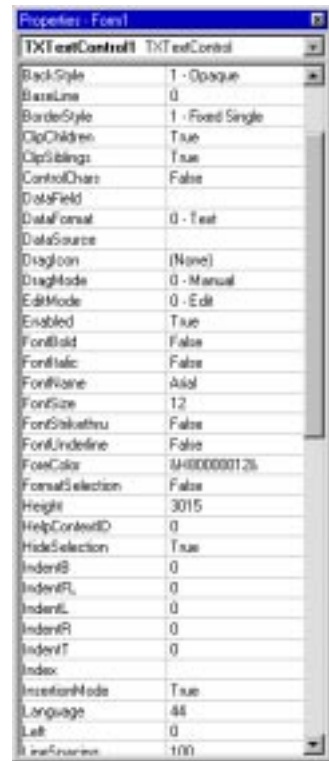 Properties - Form1
TXTextControl1 TXTextControl
BackStyle 1 - Opaque
BaseLine 0
BorderStyle 1 - Fixed Single
ClipChildren True
ClipSiblings True
ControlChars False
DataField
DataFormat 0 - Text
DataSource
DragIcon (None)
DragMode 0 - Manual
EditMode 0 - Edit
Enabled True
FontBold False
FontItalic False
FontName Arial
FontSize 12
FontStrikethru False
FontUnderline False
ForeColor &H80000012&
FormatSelection False
Height 3015
HelpContextID 0
HideSelection True
IndentB 0
IndentFL 0
IndentL 0
IndentR 0
IndentT 0
Index
InsertionMode True
Language 44
Left 0
LineSpacing 100